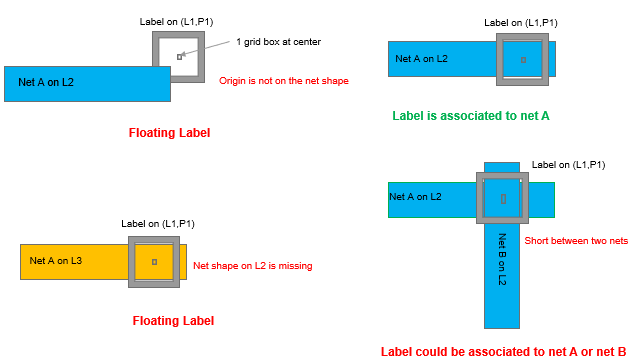 Label on (L1,P1)
1 grid box at center
Net A on L2
Origin is not on the net shape
Floating Label
Label on (L1,P1)
Net A on L2
Label is associated to net A
Label on (L1,P1)
Net A on L3
Net shape on L2 is missing
Floating Label
Label on (L1,P1)
Net A on L2
Net B on L2
Short between two nets
Label could be associated to net A or net B